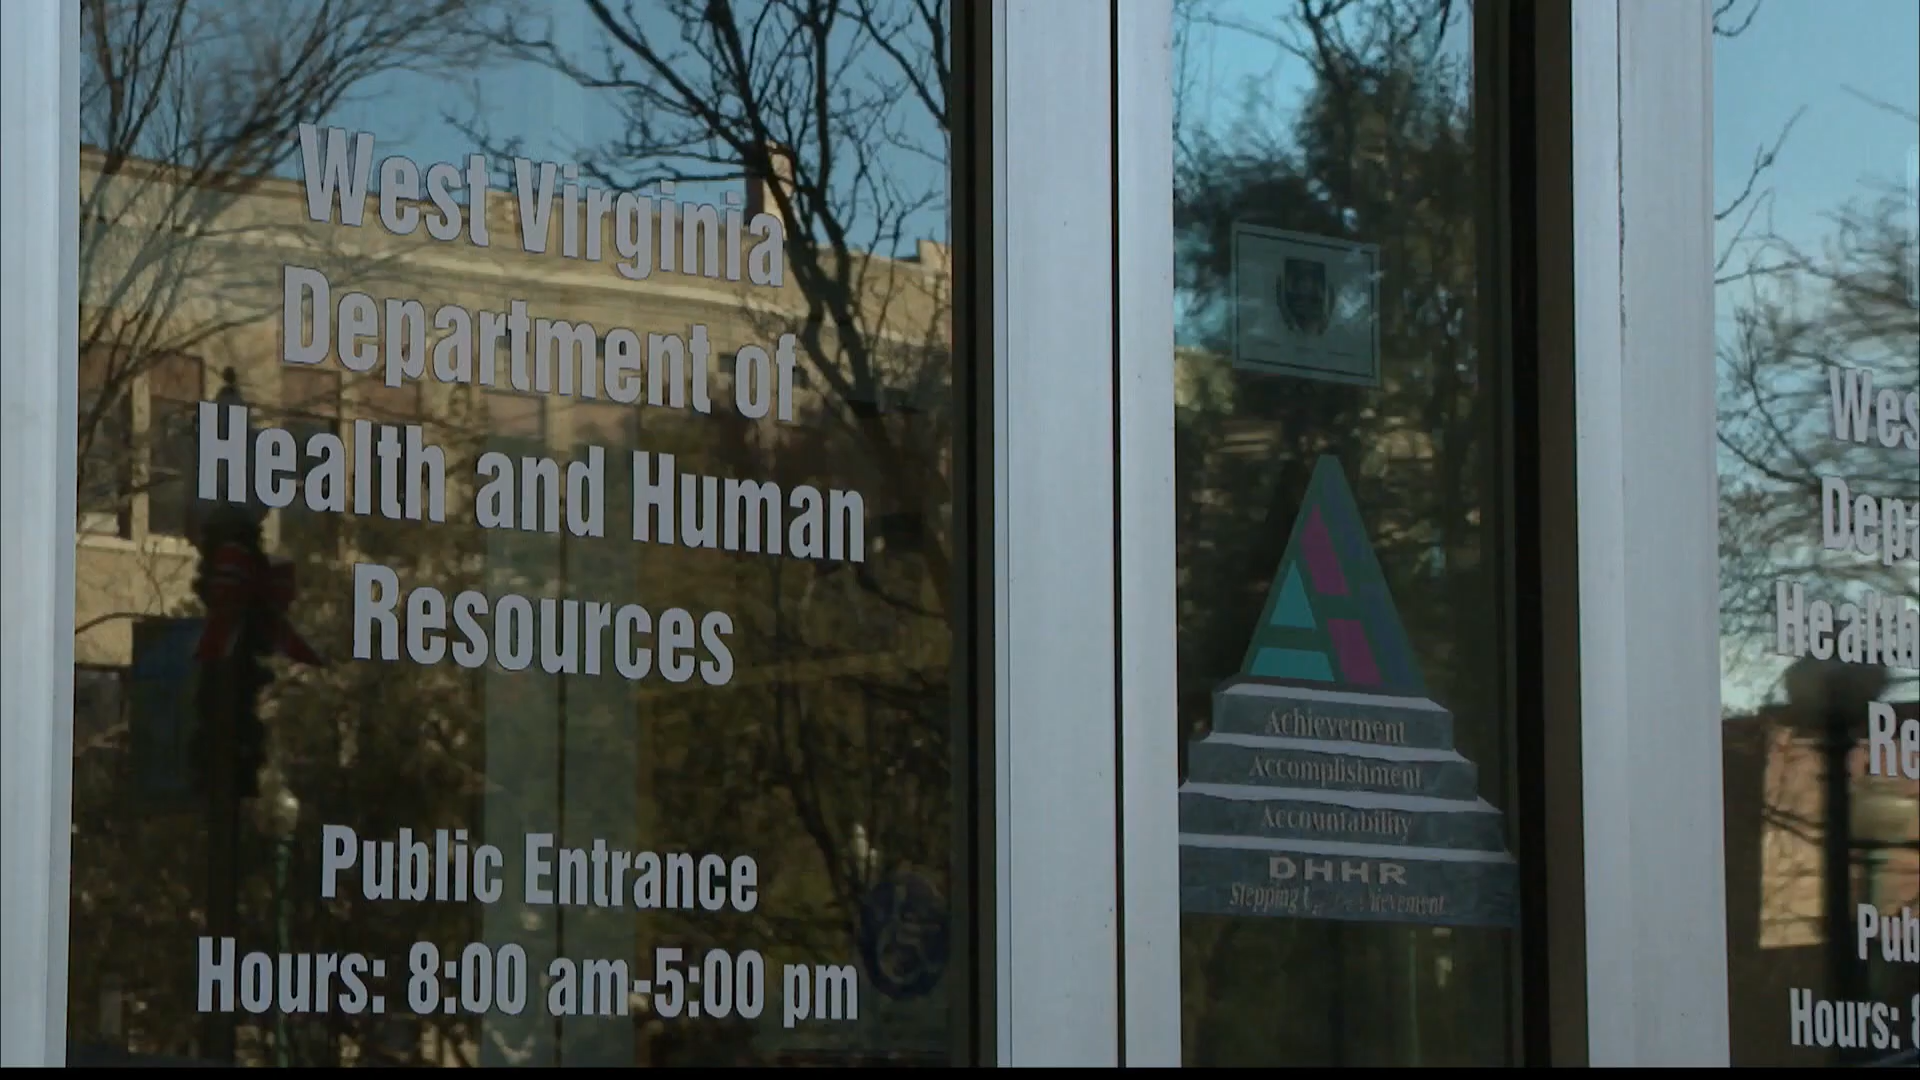 West Virginia
Department of
Health and Human
Resources
Public Entrance
Hours: 8:00 am-5:00 pm
Achievement
Accomplishment
Accountability
DHHR
Stepping
Wes
Depa
Health
Re
Pub
Hours: 8